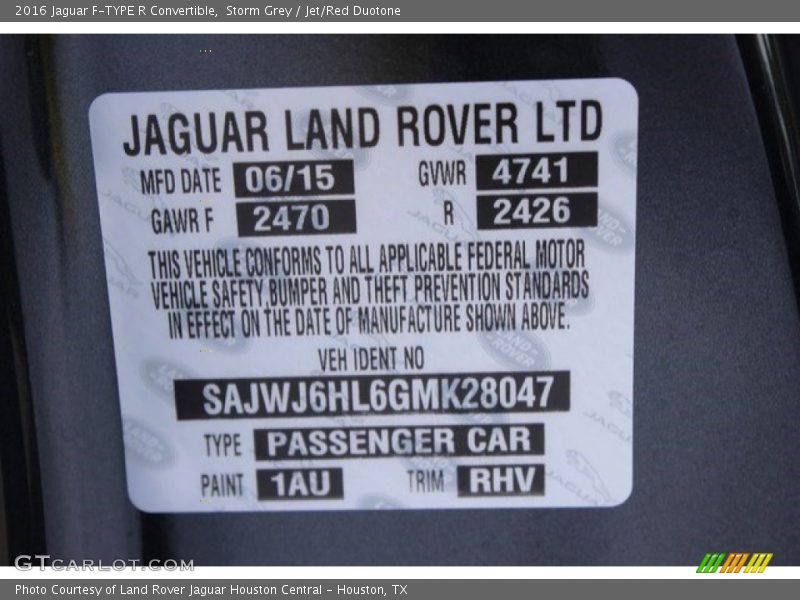 2016 Jaguar F-TYPE R Convertible,  Storm Grey / Jet/Red Duotone
JAGUAR LAND ROVER LTD
MFD DATE 06/15 GVWR 4741
GAWR F 2470 R 2426
THIS VEHICLE CONFORMS TO ALL APPLICABLE FEDERAL MOTOR
VEHICLE SAFETY,BUMPER AND THEFT PREVENTION STANDARDS
IN EFFECT ON THE DATE OF MANUFACTURE SHOWN ABOVE.
VEH IDENT NO
SAJWJ6HL6GMK28047
TYPE PASSENGER CAR
PAINT 1AU TRIM RHV
GTCARLOT.COM
Photo Courtesy of Land Rover Jaguar Houston Central - Houston, TX